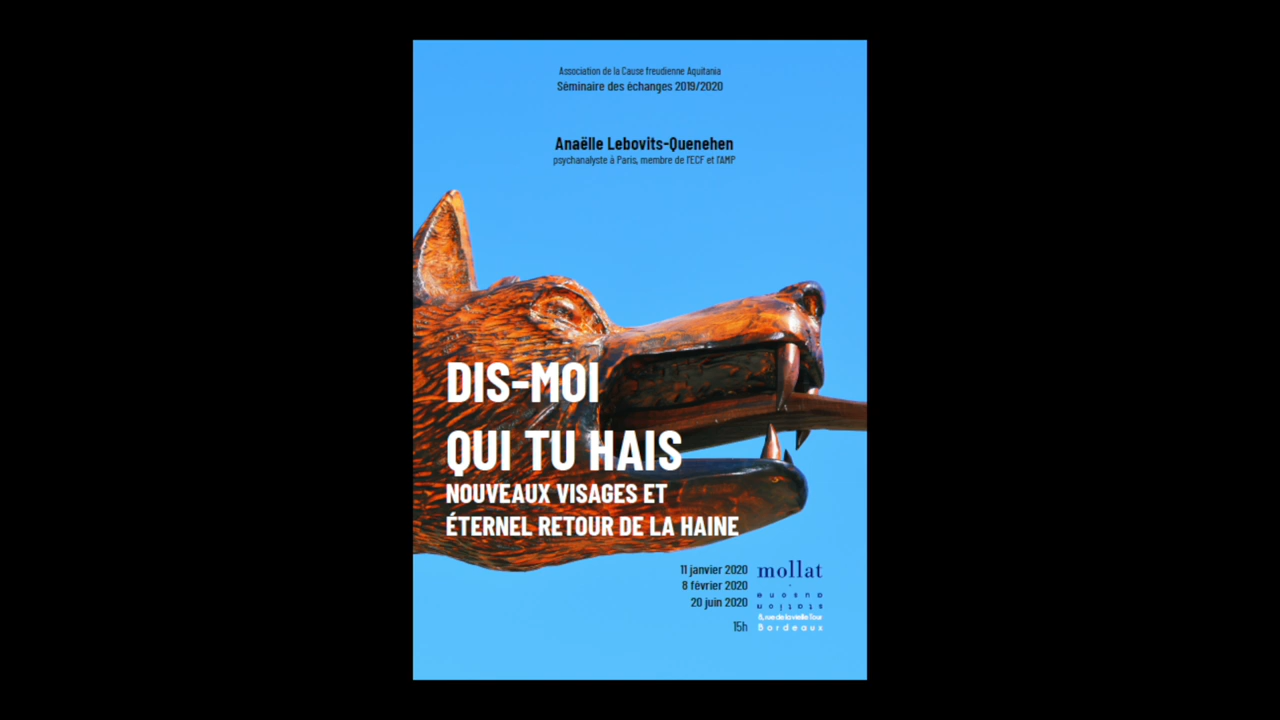 Association de la Cause freudienne Aquitania
Séminaire des échanges 2019/2020
Anaëlle Lebovits-Quenehen
psychanalyste à Paris, membre de l'ECF et l'AMP
DIS-MOI
QUI TU HAIS
NOUVEAUX VISAGES ET
ÉTERNEL RETOUR DE LA HAINE
11 janvier 2020
8 février 2020
20 juin 2020
15h
mollat
station
ausone
8, rue de la vieille Tour
Bordeaux